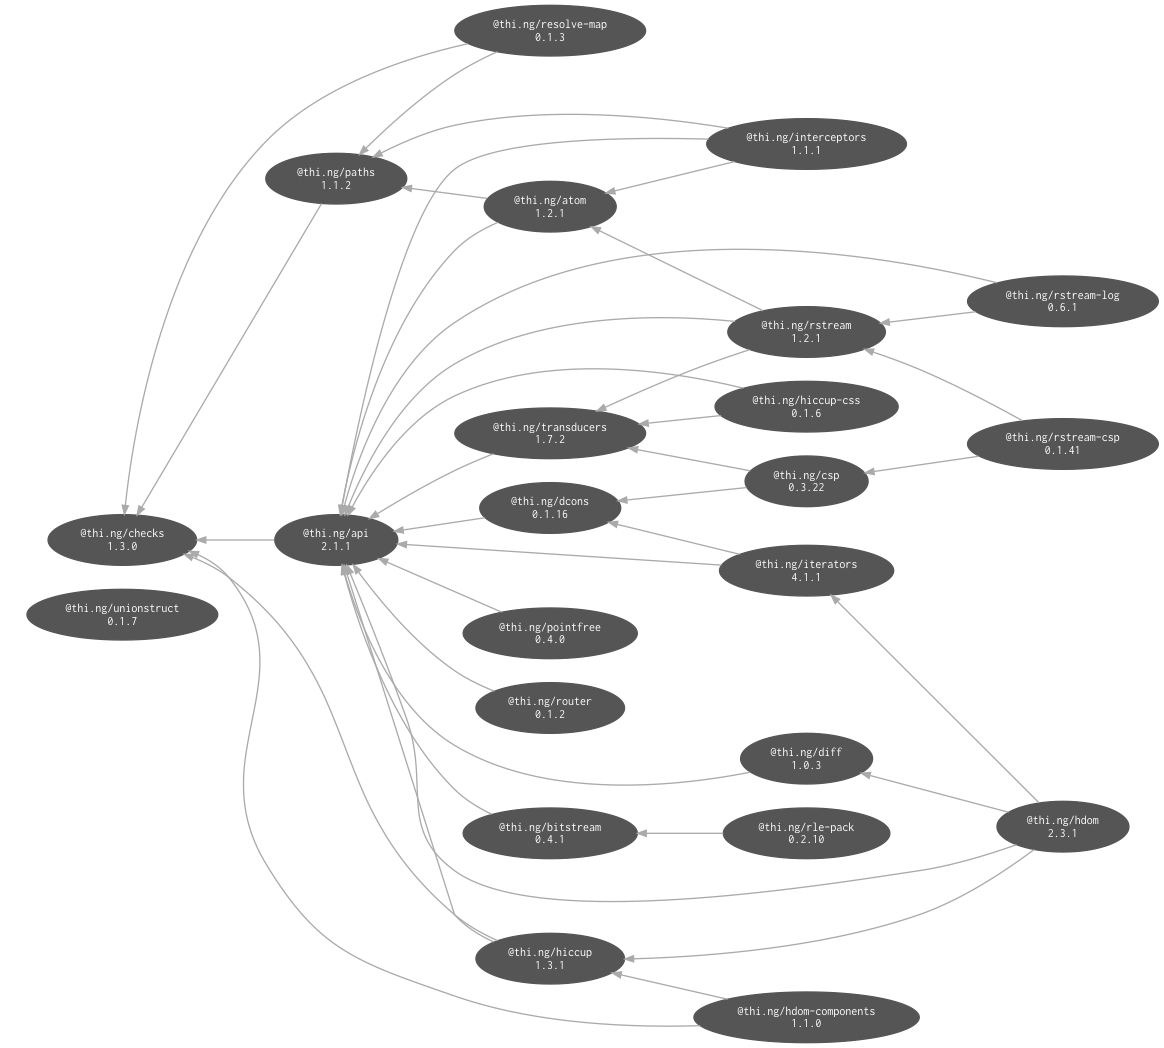 @thi.ng/resolve-map
0.1.3
@thi.ng/interceptors
1.1.1
@thi.ng/paths
1.1.2
@thi.ng/atom
1.2.1
@thi.ng/rstream-log
0.6.1
@thi.ng/rstream
1.2.1
@thi.ng/hiccup-css
0.1.6
@thi.ng/transducers
1.7.2
@thi.ng/rstream-csp
0.1.41
@thi.ng/csp
0.3.22
@thi.ng/dcons
0.1.16
@thi.ng/checks
1.3.0
@thi.ng/api
2.1.1
@thi.ng/iterators
4.1.1
@thi.ng/unionstruct
0.1.7
@thi.ng/pointfree
0.4.0
@thi.ng/router
0.1.2
@thi.ng/diff
1.0.3
@thi.ng/hdom
2.3.1
@thi.ng/bitstream
0.4.1
@thi.ng/rle-pack
0.2.10
@thi.ng/hiccup
1.3.1
@thi.ng/hdom-components
1.1.0